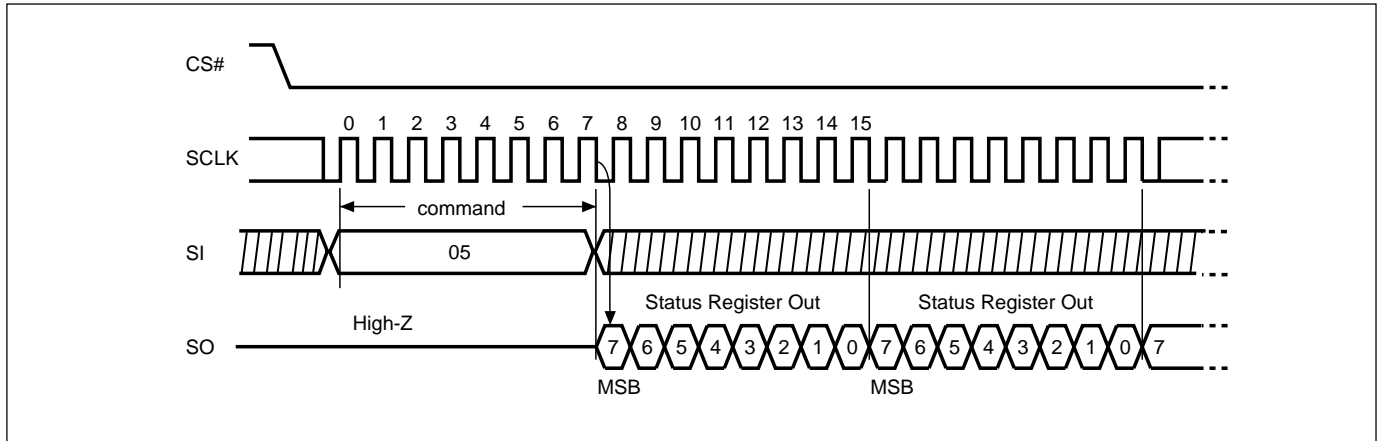 CS#
0 1 2 3 4 5 6 7 8 9 10 11 12 13 14 15
SCLK
command
SI
05
Status Register Out Status Register Out
High-Z
SO
7 6 5 4 3 2 1 0 7 6 5 4 3 2 1 0 7
MSB MSB